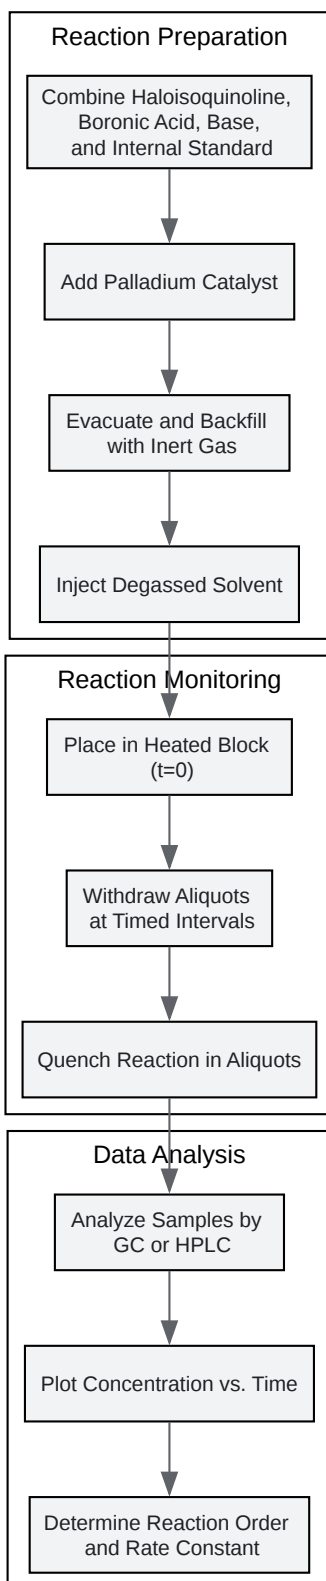 Reaction Preparation
Combine Haloisoquinoline,
Boronic Acid, Base,
and Internal Standard
Add Palladium Catalyst
Evacuate and Backfill
with Inert Gas
Inject Degassed Solvent
Reaction Monitoring
Place in Heated Block
(t=0)
Withdraw Aliquots
at Timed Intervals
Quench Reaction in Aliquots
Data Analysis
Analyze Samples by
GC or HPLC
Plot Concentration vs. Time
Determine Reaction Order
and Rate Constant